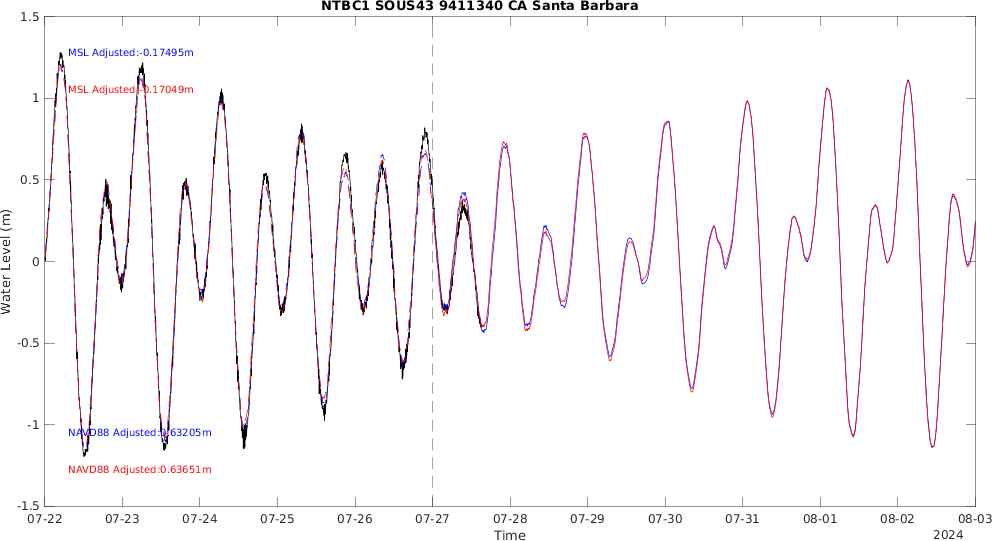 NTBC1 SOUS43 9411340 CA Santa Barbara
1.5
MSL Adjusted:-0.17495m
MSL Adjusted:-0.17049m
1
0.5
0
-0.5
-1
-1.5
Water Level (m)
NAVD88 Adjusted:0.63205m
NAVD88 Adjusted:0.63651m
07-22 07-23 07-24 07-25 07-26 07-27 07-28 07-29 07-30 07-31 08-01 08-02 08-03
Time
2024